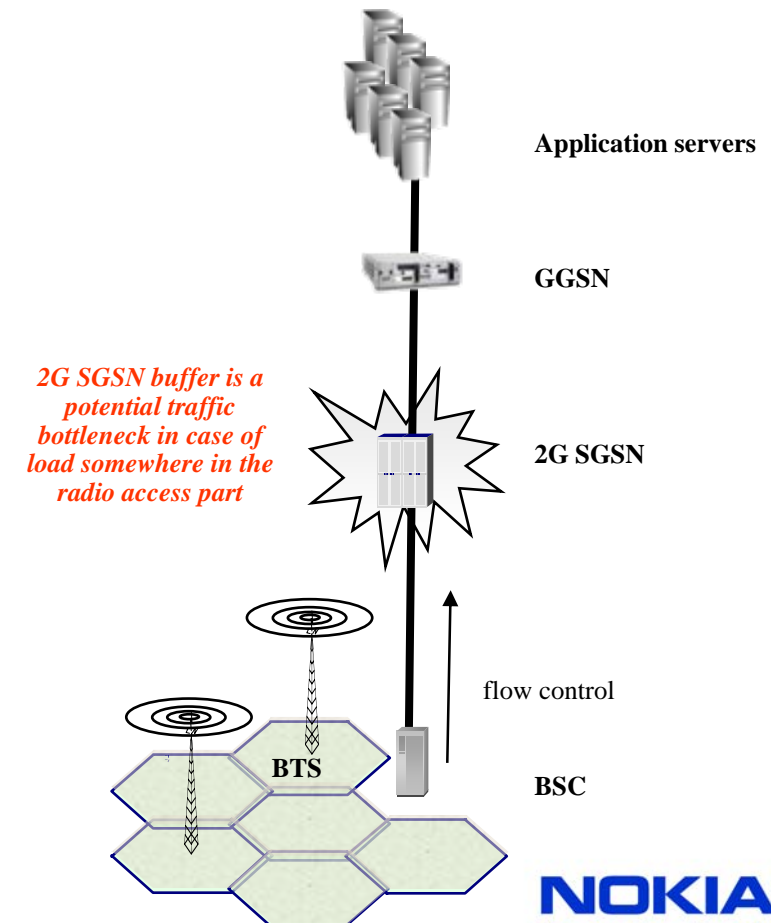 Application servers
GGSN
2G SGSN buffer is a
potential traffic
bottleneck in case of
load somewhere in the
radio access part
2G SGSN
flow control
BTS
BSC
NOKIA